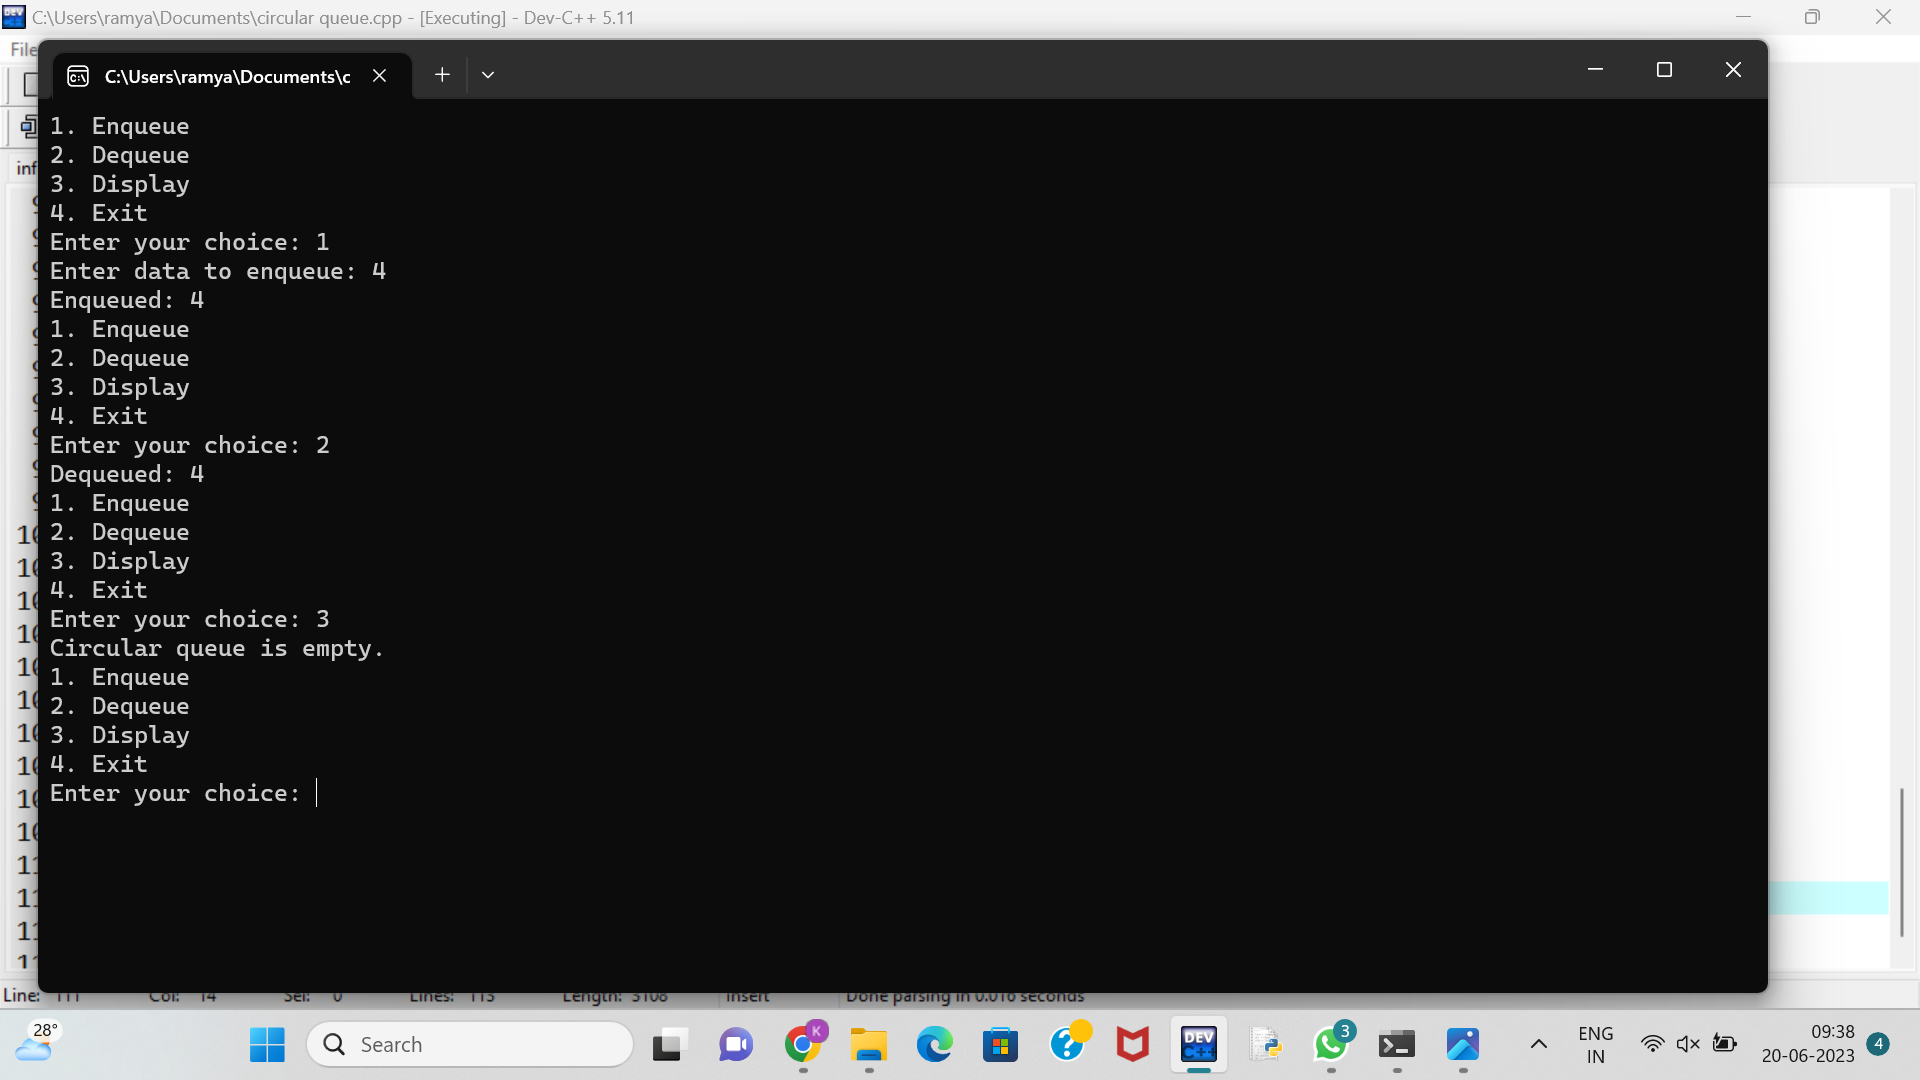 C:\Users\ramya\Documents\circular queue.cpp - [Executing] - Dev-C++ 5.11
File
C:\Users\ramya\Documents\c
1. Enqueue
2. Dequeue
3. Display
4. Exit
Enter your choice: 1
Enter data to enqueue: 4
Enqueued: 4
1. Enqueue
2. Dequeue
3. Display
4. Exit
Enter your choice: 2
Dequeued: 4
1. Enqueue
2. Dequeue
3. Display
4. Exit
Enter your choice: 3
Circular queue is empty.
1. Enqueue
2. Dequeue
3. Display
4. Exit
Enter your choice:
Line: 111 Col: 14 Sel: 0 Lines: 113 Length: 3108 Insert Done parsing in 0.016 seconds
28°
Search
K
DEV C++
3
ENG
IN
09:38
20-06-2023
4